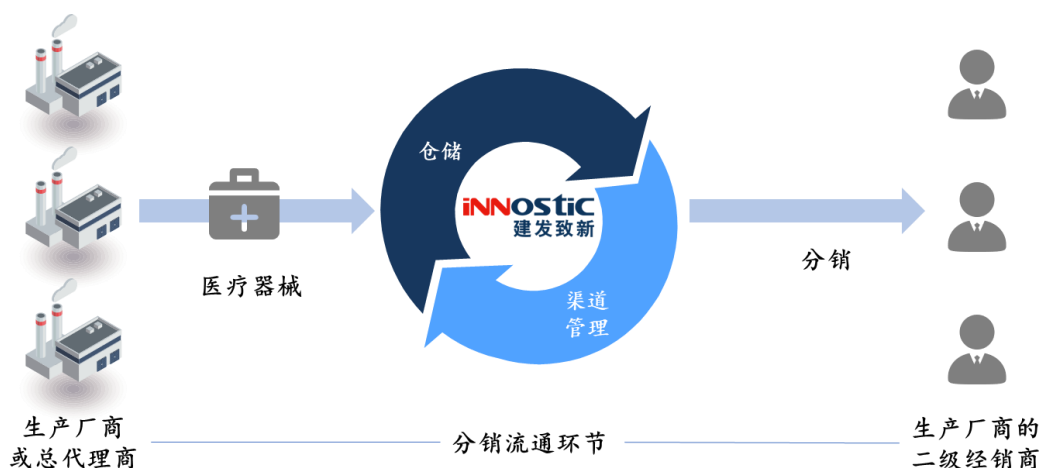 仓储
iNNOSTiC
建发致新
分销
医疗器械
渠道
管理
生产厂商
或总代理商
分销流通环节
生产厂商的
二级经销商